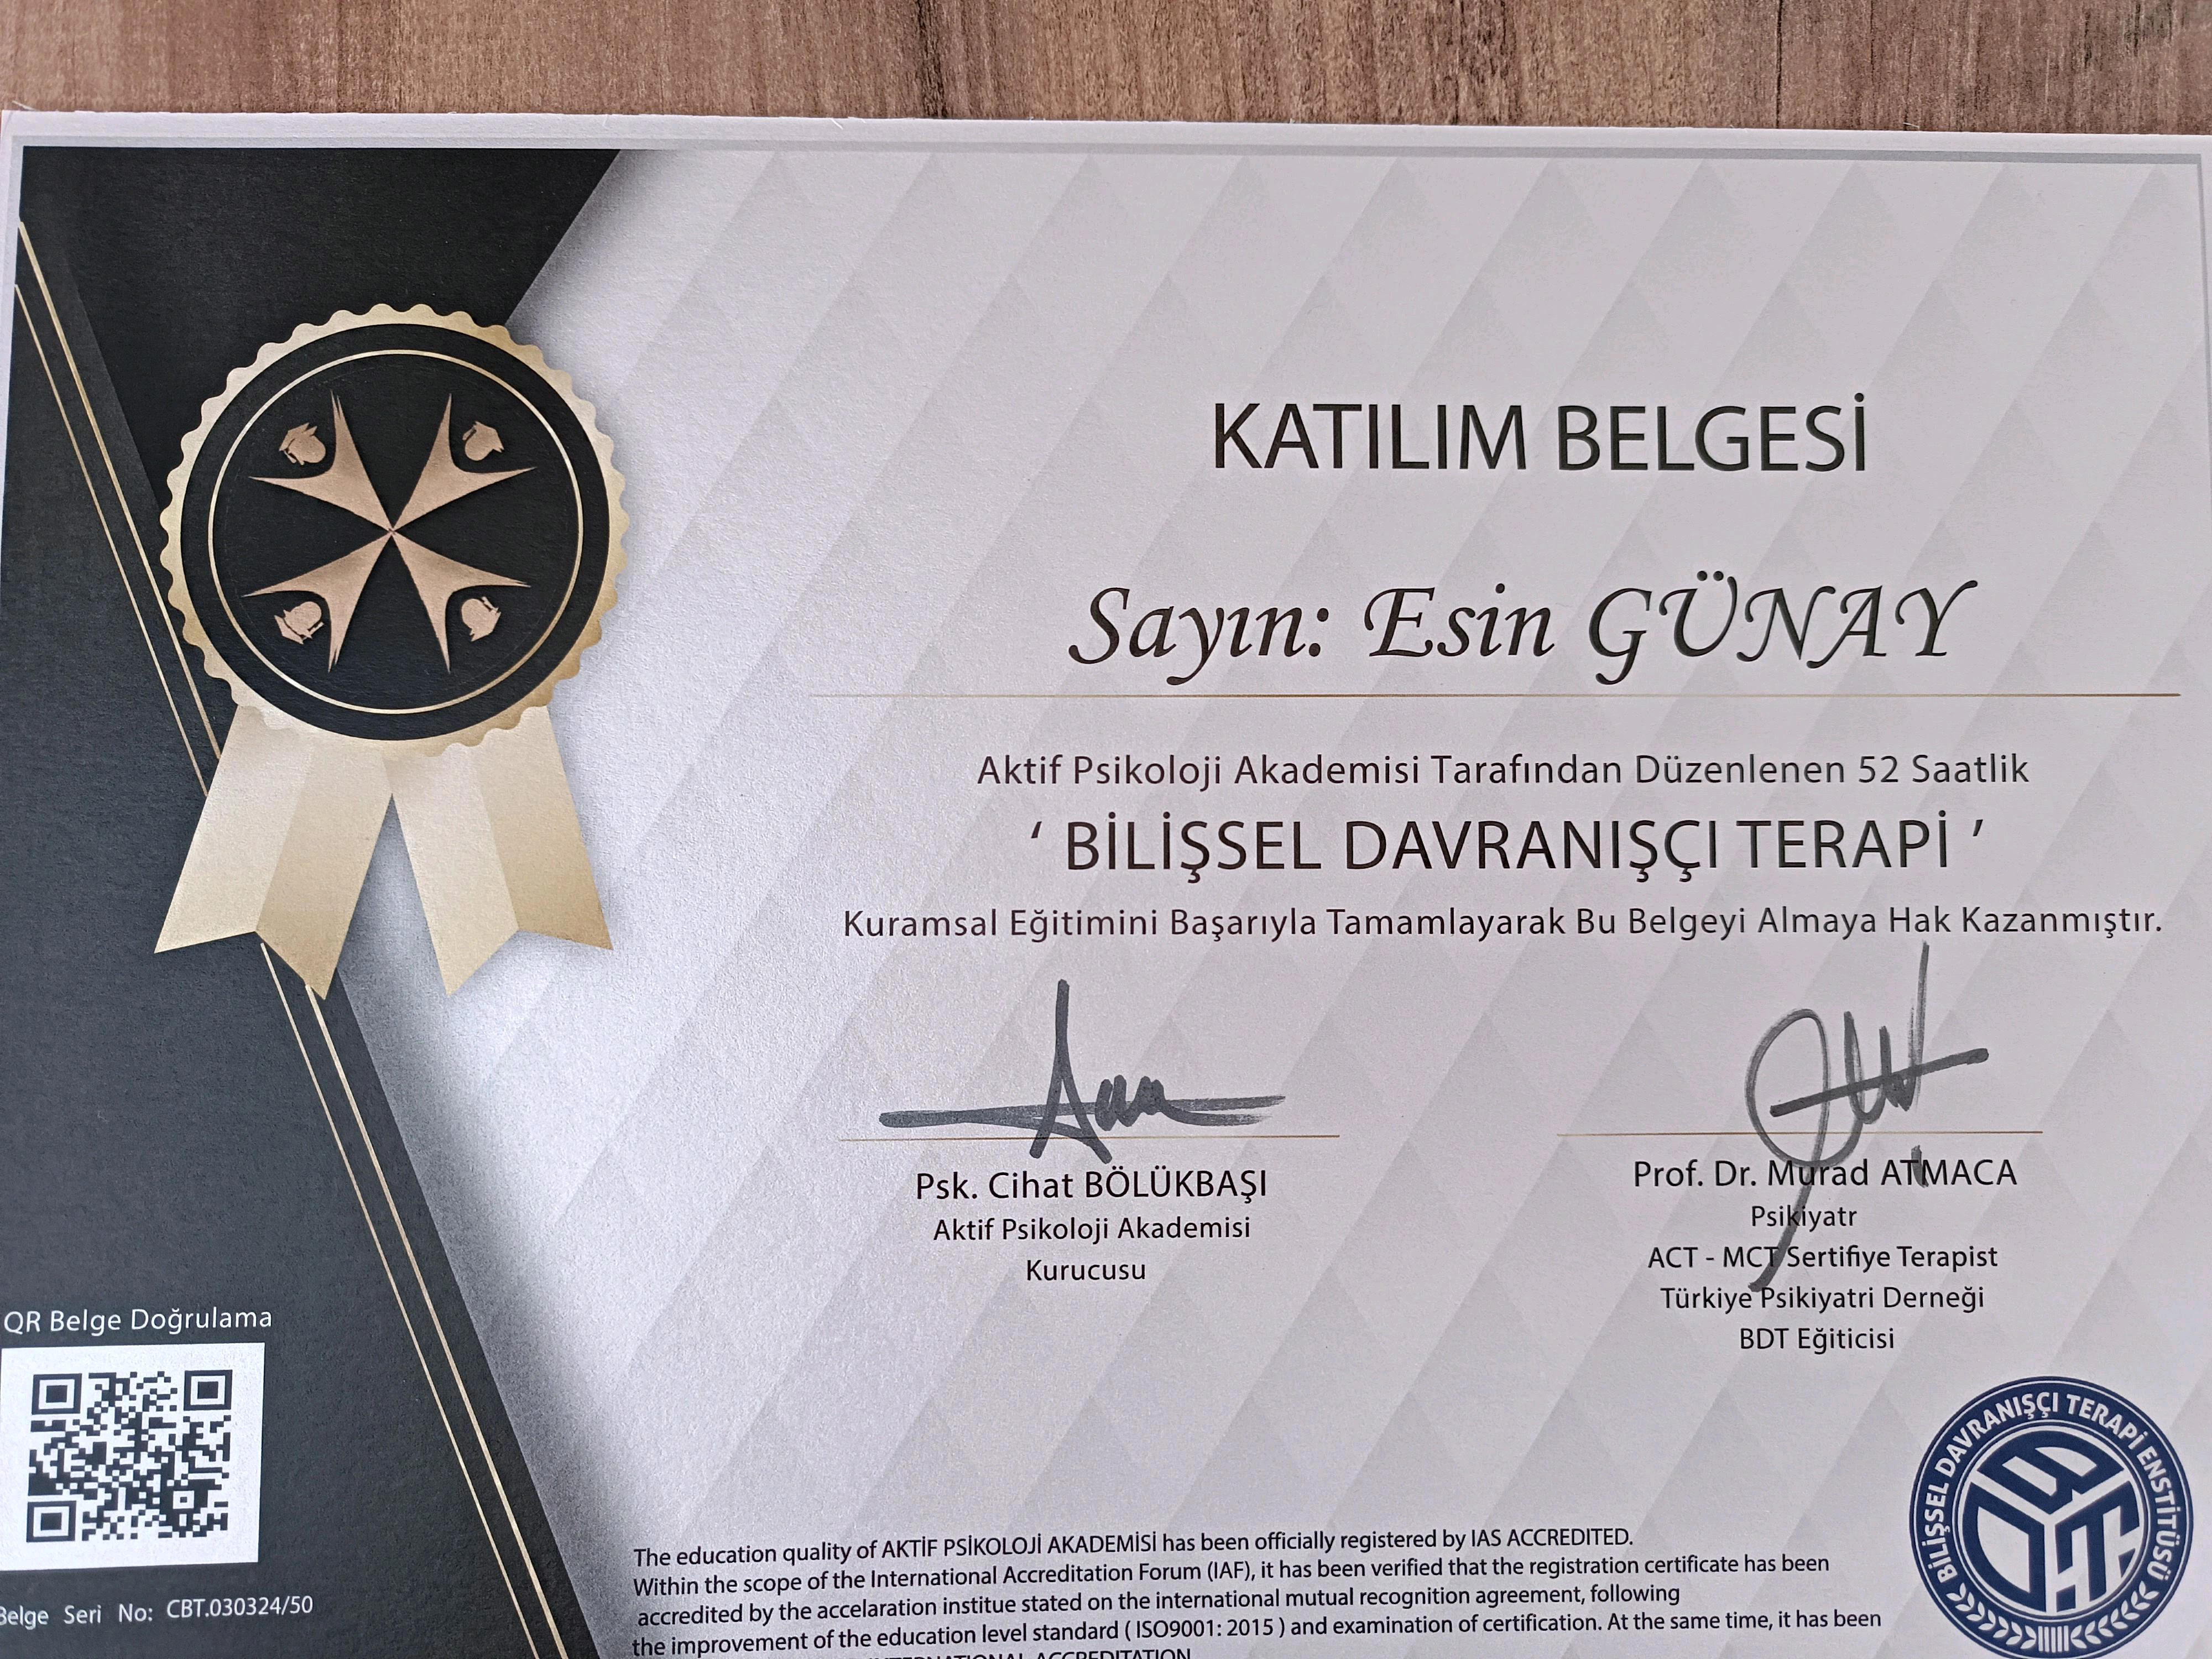 KATILIM BELGESİ
Sayın: Esin GÜNAY
Aktif Psikoloji Akademisi Tarafından Düzenlenen 52 Saatlik
‘ BİLİŞSEL DAVRANIŞÇI TERAPİ ’
Kuramsal Eğitimini Başarıyla Tamamlayarak Bu Belgeyi Almaya Hak Kazanmıştır.
Psk. Cihat BÖLÜKBAŞI
Aktif Psikoloji Akademisi
Kurucusu
Prof. Dr. Murad ATMACA
Psikiyatr
ACT - MCT Sertifiye Terapist
Türkiye Psikiyatri Derneği
BDT Eğiticisi
QR Belge Doğrulama
Belge Seri No: CBT.030324/50
The education quality of AKTİF PSİKOLOJİ AKADEMİSİ has been officially registered by IAS ACCREDITED.
Within the scope of the International Accreditation Forum (IAF), it has been verified that the registration certificate has been
accredited by the accelaration institue stated on the international mutual recognition agreement, following
the improvement of the education level standard ( ISO9001: 2015 ) and examination of certification. At the same time, it has been
INTERNATIONAL ACCREDITATION
BİLİŞSEL DAVRANIŞÇI TERAPİ ENSTİTÜSÜ
BDT